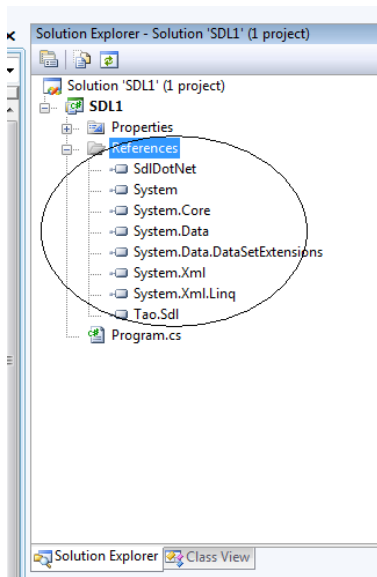 Solution Explorer - Solution 'SDL1' (1 project)
Solution 'SDL1' (1 project)
SDL1
Properties
References
SdlDotNet
System
System.Core
System.Data
System.Data.DataSetExtensions
System.Xml
System.Xml.Linq
Tao.Sdl
Program.cs
Solution Explorer Class View